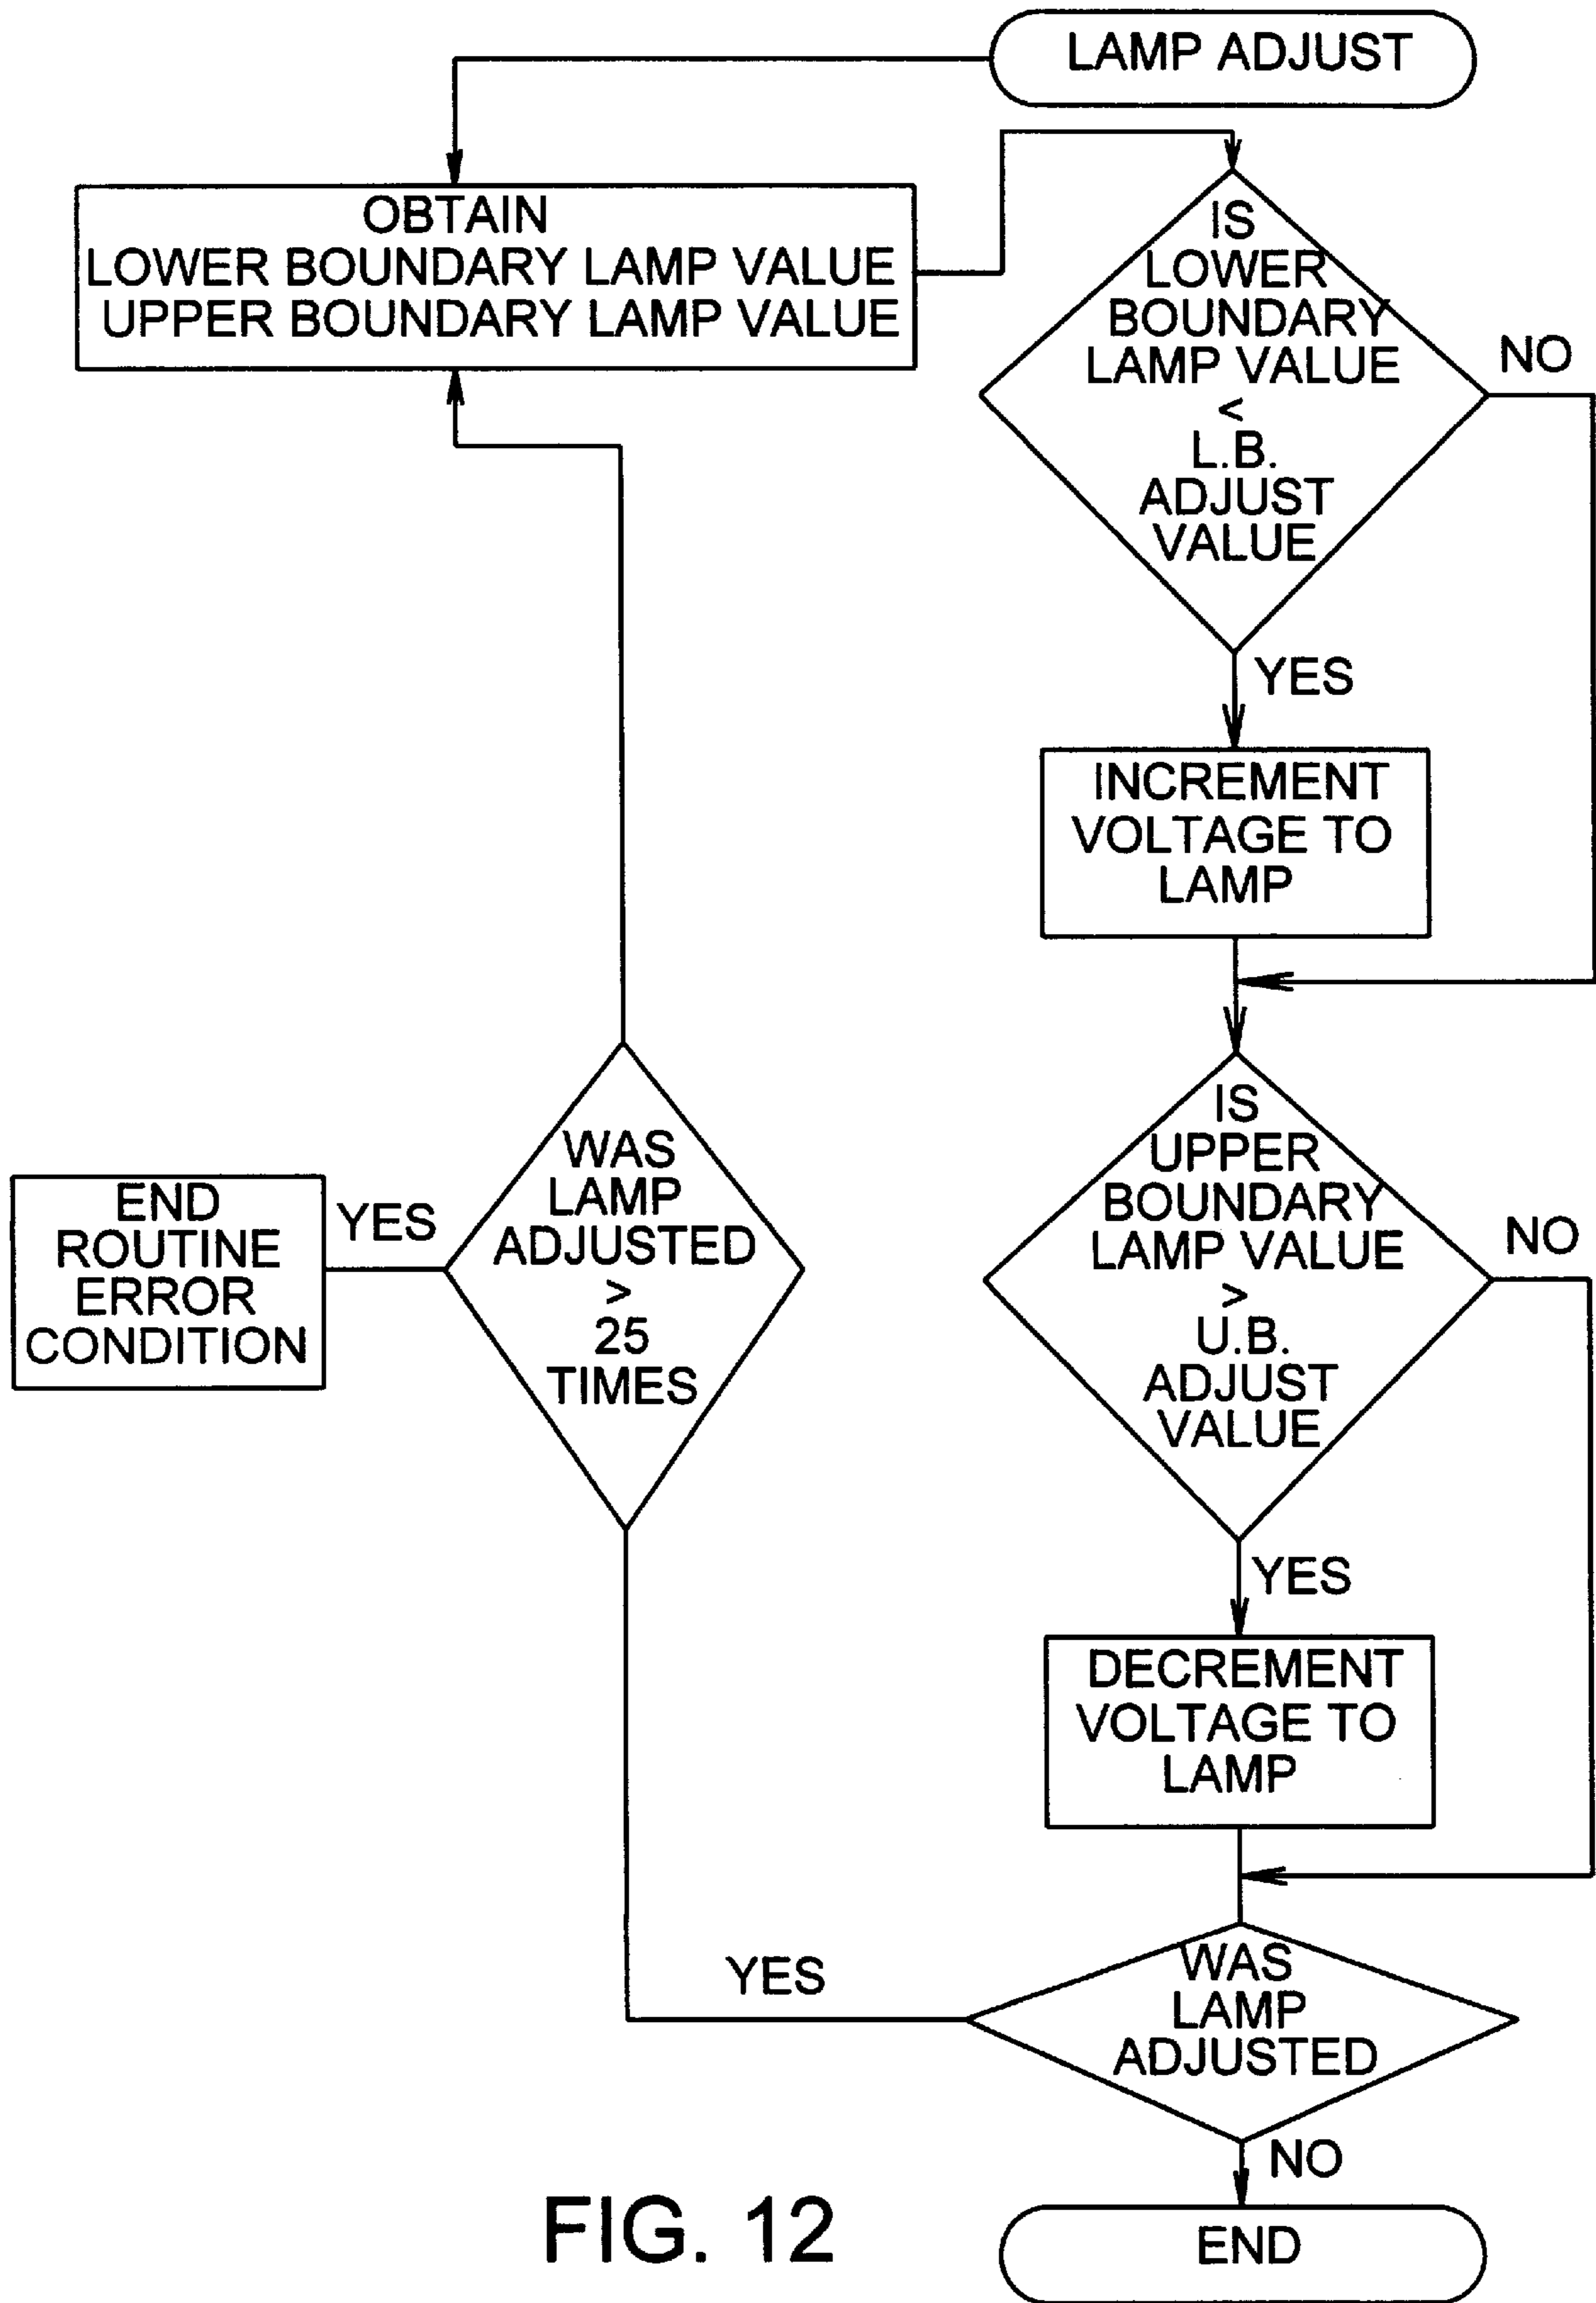 LAMP ADJUST
OBTAIN
LOWER BOUNDARY LAMP VALUE
UPPER BOUNDARY LAMP VALUE
IS
LOWER
BOUNDARY
LAMP VALUE
<
L.B.
ADJUST
VALUE
NO
YES
INCREMENT
VOLTAGE TO
LAMP
IS
UPPER
BOUNDARY
LAMP VALUE
>
U.B.
ADJUST
VALUE
NO
YES
DECREMENT
VOLTAGE TO
LAMP
WAS
LAMP
ADJUSTED
YES
NO
END
WAS
LAMP
ADJUSTED
>
25
TIMES
YES
END
ROUTINE
ERROR
CONDITION
FIG. 12